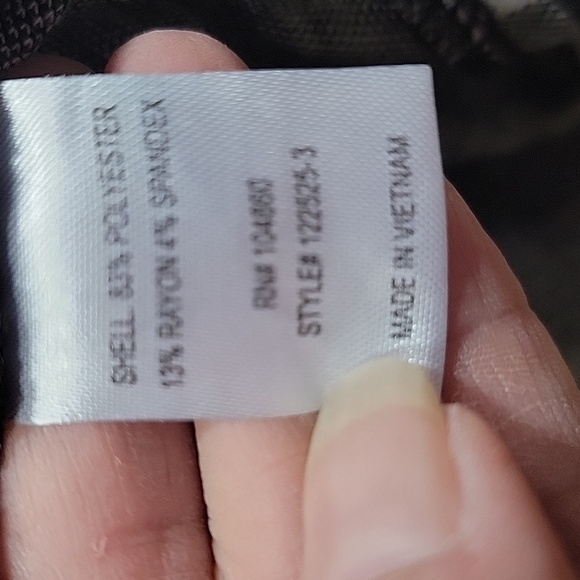 SHELL 83% POLYESTER
13% RAYON 4% SPANDEX
RN#
STYLE# 122525-3
MADE IN VIETNAM